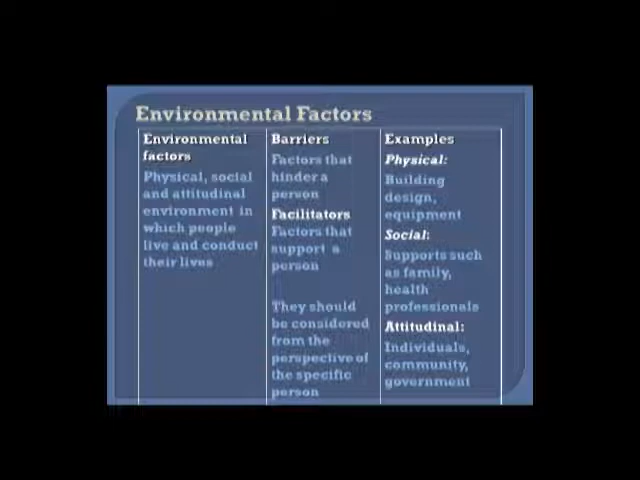 Environmental Factors
Environmental
factors
Physical, social
and attitudinal
environment in
which people
live and conduct
their lives
Barriers
Factors that
hinder a
person
Facilitators
Factors that
support a
person
They should
be considered
from the
perspective of
the specific
person
Examples
Physical:
Building
design,
equipment
Social:
Supports such
as family,
health
professionals
Attitudinal:
Individuals,
community,
government